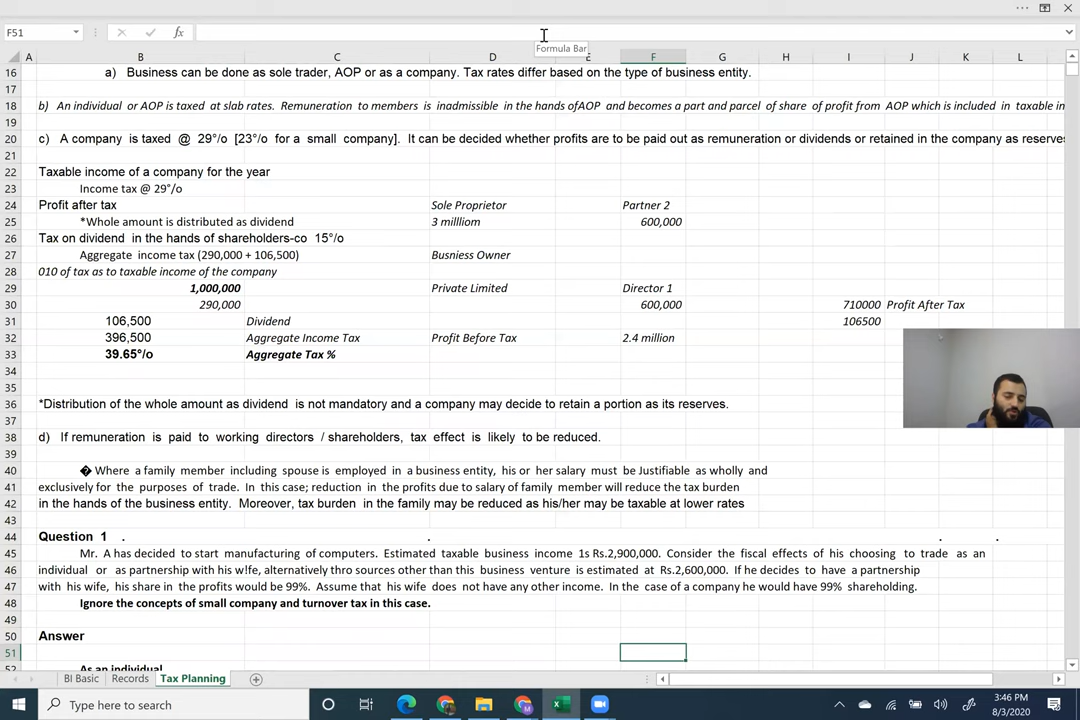 F51
fx
Formula Bar
A B C D E F G H I J K L
16 a) Business can be done as sole trader, AOP or as a company. Tax rates differ based on the type of business entity.
17
18 b) An individual or AOP is taxed at slab rates. Remuneration to members is inadmissible in the hands ofAOP and becomes a part and parcel of share of profit from AOP which is included in taxable in
19
20 c) A company is taxed @ 29°/o [23°/o for a small company]. It can be decided whether profits are to be paid out as remuneration or dividends or retained in the company as reserves
21
22 Taxable income of a company for the year
23 Income tax @ 29°/o
24 Profit after tax Sole Proprietor Partner 2
25 *Whole amount is distributed as dividend 3 millliom 600,000
26 Tax on dividend in the hands of shareholders-co 15°/o
27 Aggregate income tax (290,000 + 106,500) Busniess Owner
28 010 of tax as to taxable income of the company
29 1,000,000 Private Limited Director 1
30 290,000 600,000 710000 Profit After Tax
31 106,500 Dividend 106500
32 396,500 Aggregate Income Tax Profit Before Tax 2.4 million
33 39.65°/o Aggregate Tax %
34
35
36 *Distribution of the whole amount as dividend is not mandatory and a company may decide to retain a portion as its reserves.
37
38 d) If remuneration is paid to working directors / shareholders, tax effect is likely to be reduced.
39
40 � Where a family member including spouse is employed in a business entity, his or her salary must be Justifiable as wholly and
41 exclusively for the purposes of trade. In this case; reduction in the profits due to salary of family member will reduce the tax burden
42 in the hands of the business entity. Moreover, tax burden in the family may be reduced as his/her may be taxable at lower rates
43
44 Question 1 . . . .
45 Mr. A has decided to start manufacturing of computers. Estimated taxable business income 1s Rs.2,900,000. Consider the fiscal effects of his choosing to trade as an
46 individual or as partnership with his w!fe, alternatively thro sources other than this business venture is estimated at Rs.2,600,000. If he decides to have a partnership
47 with his wife, his share in the profits would be 99%. Assume that his wife does not have any other income. In the case of a company he would have 99% shareholding.
48 Ignore the concepts of small company and turnover tax in this case.
49
50 Answer
51
52 As an individual
BI Basic Records Tax Planning
Type here to search
3:46 PM
8/3/2020